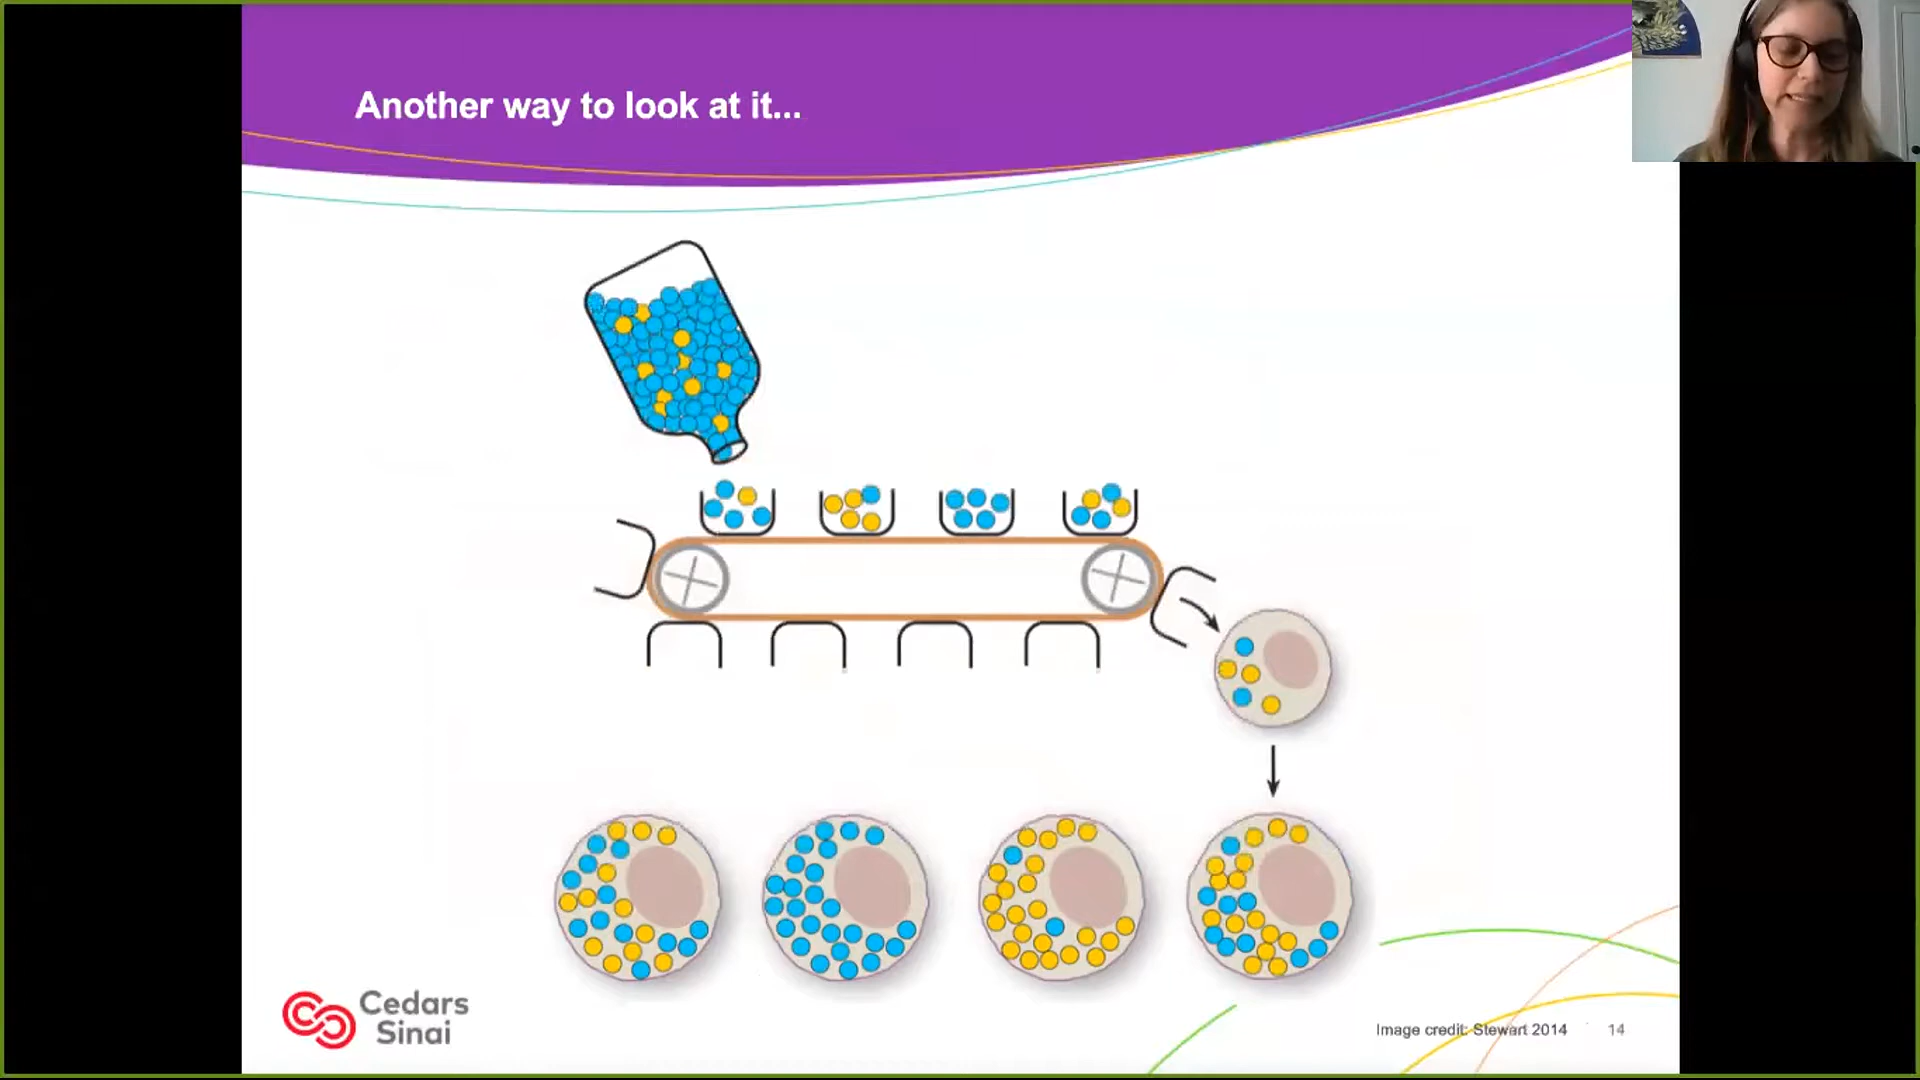 Another way to look at it...
Cedars
Sinai
Image credit: Stewart 2014
14